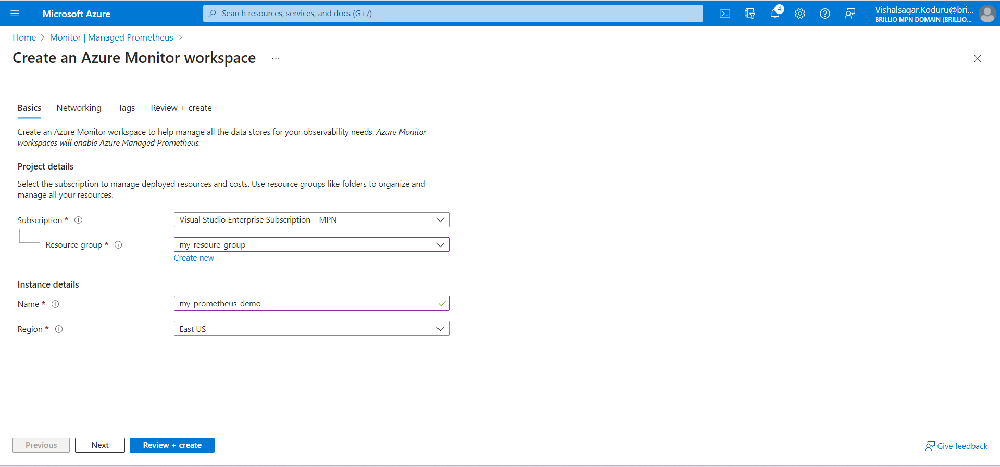 Microsoft Azure
Search resources, services, and docs (G+/)
4
Vishalsagar.Koduru@bri...
BRILLIO MPN DOMAIN (BRILLIO...
Home > Monitor | Managed Prometheus >
Create an Azure Monitor workspace ...
Basics Networking Tags Review + create
Create an Azure Monitor workspace to help manage all the data stores for your observability needs. Azure Monitor
workspaces will enable Azure Managed Prometheus.
Project details
Select the subscription to manage deployed resources and costs. Use resource groups like folders to organize and
manage all your resources.
Subscription * Visual Studio Enterprise Subscription – MPN
Resource group * my-resoure-group
Create new
Instance details
Name * my-prometheus-demo
Region * East US
Previous Next Review + create Give feedback